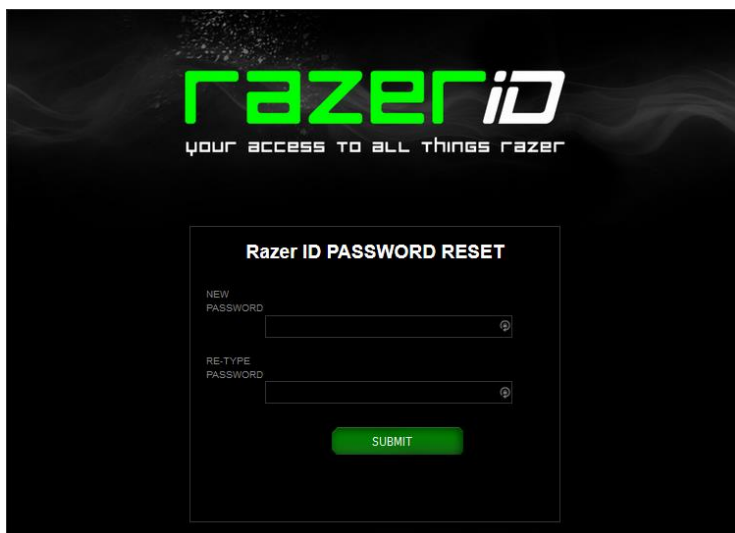 razer iD
your access to all things razer
Razer ID PASSWORD RESET
NEW
PASSWORD
RE-TYPE
PASSWORD
SUBMIT